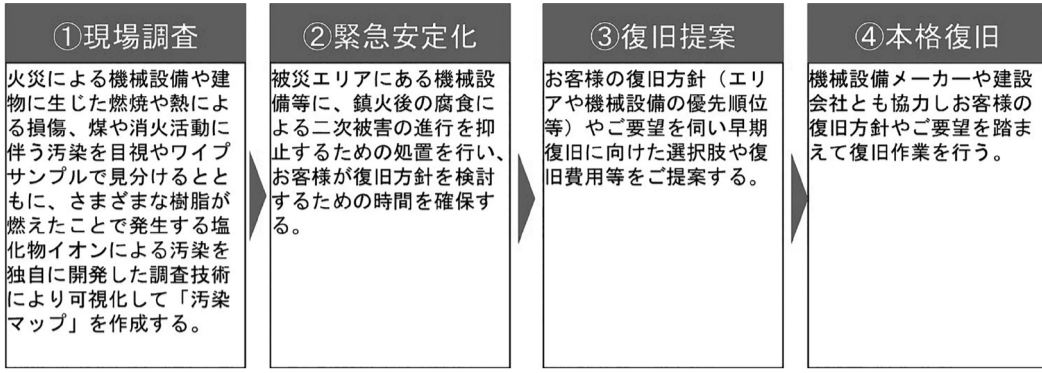 ①現場調査
火災による機械設備や建
物に生じた燃焼や熱によ
る損傷、煤や消火活動に
伴う汚染を目視やワイプ
サンプルで見分けるとと
もに、さまざまな樹脂が
燃えたことで発生する塩
化物イオンによる汚染を
独自に開発した調査技術
により可視化して「汚染
マップ」を作成する。
②緊急安定化
被災エリアにある機械設
備等に、鎮火後の腐食に
よる二次被害の進行を抑
止するための処置を行い、
お客様が復旧方針を検討
するための時間を確保す
る。
③復旧提案
お客様の復旧方針（エリ
アや機械設備の優先順位
等）やご要望を伺い早期
復旧に向けた選択肢や復
旧費用等をご提案する。
④本格復旧
機械設備メーカーや建設
会社とも協力しお客様の
復旧方針やご要望を踏ま
えて復旧作業を行う。